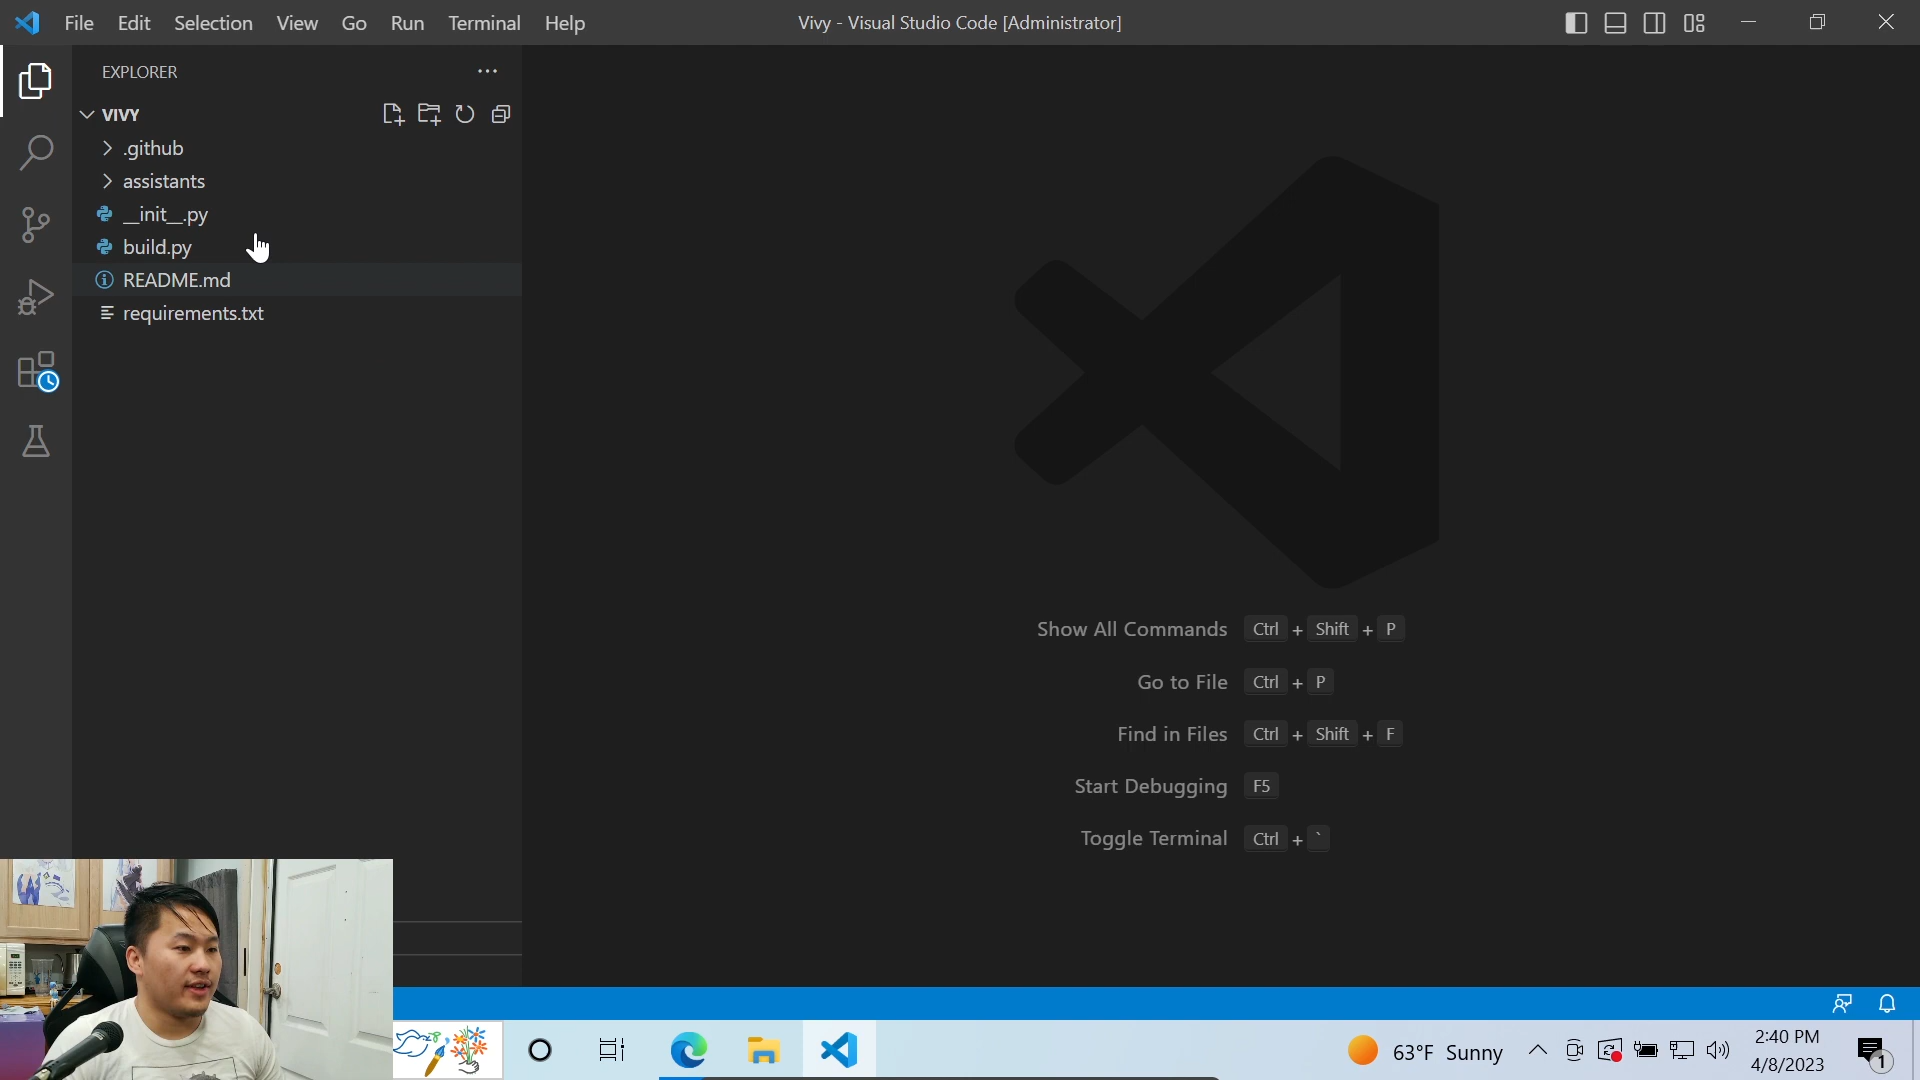 File Edit Selection View Go Run Terminal Help
Vivy - Visual Studio Code [Administrator]
EXPLORER
VIVY
.github
assistants
__init__.py
build.py
README.md
requirements.txt
Show All Commands Ctrl + Shift + P
Go to File Ctrl + P
Find in Files Ctrl + Shift + F
Start Debugging F5
Toggle Terminal Ctrl + `
63°F Sunny
2:40 PM
4/8/2023
1